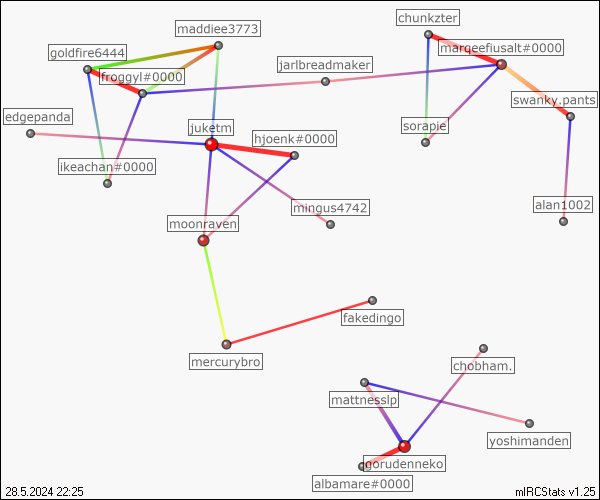 maddiee3773
chunkzter
goldfire6444
marqeefiusalt#0000
froggyl#0000
jarlbreadmaker
swanky.pants
edgepanda
juketm
hjoenk#0000
sorapie
ikeachan#0000
mingus4742
alan1002
moonraven
fakedingo
mercurybro
chobham.
mattnesslp
yoshimanden
gorudenneko
albamare#0000
28.5.2024 22:25
mIRCStats v1.25